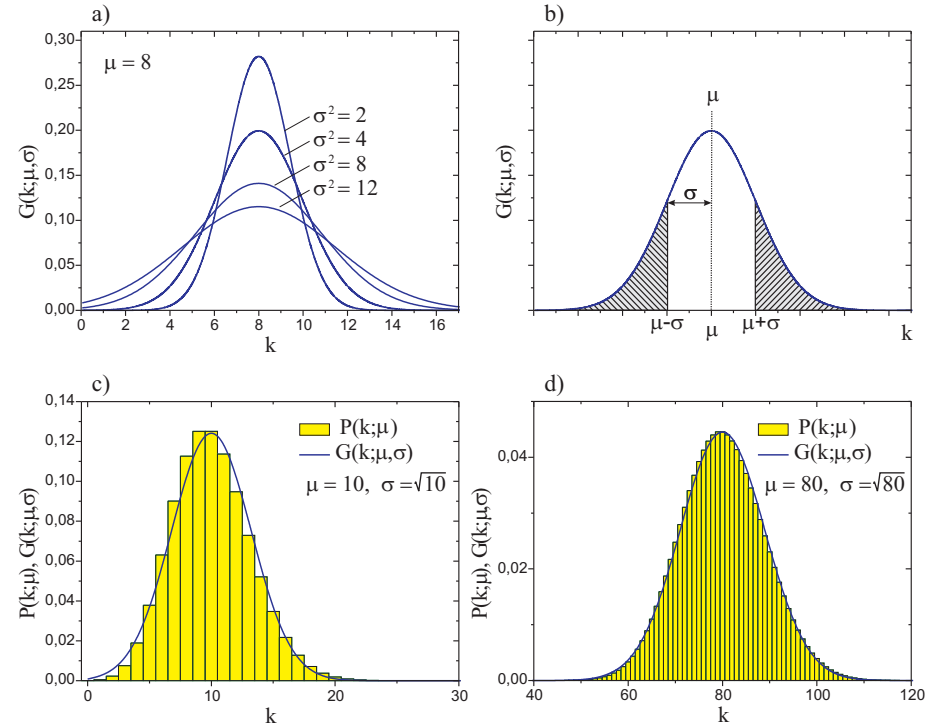 a)
G(k;μ,σ)
0,30
0,25
0,20
0,15
0,10
0,05
0,00
μ = 8
σ² = 2
σ² = 4
σ² = 8
σ² = 12
0 2 4 6 8 10 12 14 16
k
b)
G(k;μ,σ)
μ
σ
μ-σ μ μ+σ k
c)
P(k;μ), G(k;μ,σ)
0,14
0,12
0,10
0,08
0,06
0,04
0,02
0,00
P(k;μ)
G(k;μ,σ)
μ = 10, σ =√10
0 10 20 30
k
d)
P(k;μ), G(k;μ,σ)
0,04
0,02
0,00
P(k;μ)
G(k;μ,σ)
μ = 80, σ =√80
40 60 80 100 120
k